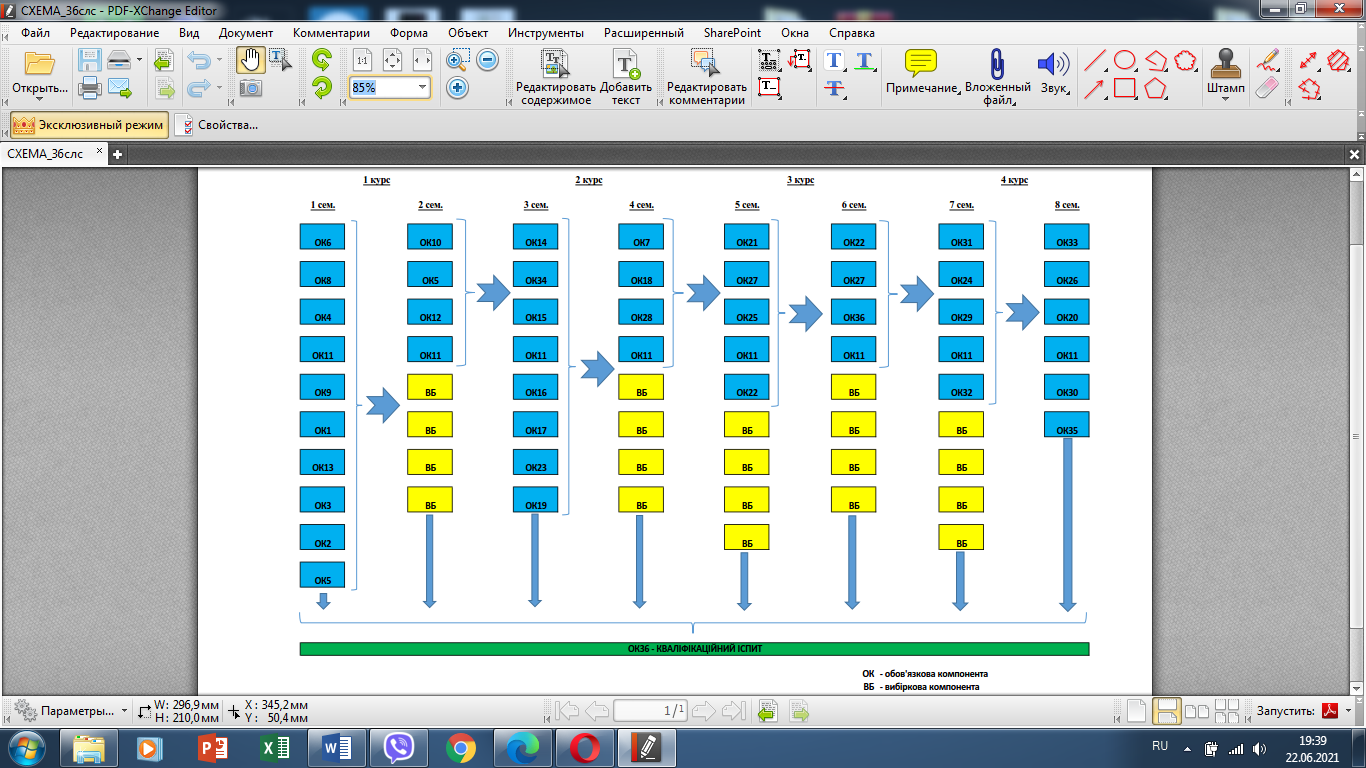 СХЕМА_3бслс - PDF-XChange Editor
Файл Редактирование Вид Документ Комментарии Форма Объект Инструменты Расширенный SharePoint Окна Справка
Открыть...
1:1
85%
Редактировать содержимое
Добавить текст
Редактировать комментарии
Примечание
Вложенный файл
Звук
Штамп
Эксклюзивный режим Свойства...
СХЕМА_3бслс
1 курс 2 курс 3 курс 4 курс
1 сем. 2 сем. 3 сем. 4 сем. 5 сем. 6 сем. 7 сем. 8 сем.
ОК6 ОК10 ОК14 ОК7 ОК21 ОК22 ОК31 ОК33
ОК8 ОК5 ОК34 ОК18 ОК27 ОК27 ОК24 ОК26
ОК4 ОК12 ОК15 ОК28 ОК25 ОК36 ОК29 ОК20
ОК11 ОК11 ОК11 ОК11 ОК11 ОК11 ОК11 ОК11
ОК9 ВБ ОК16 ВБ ОК22 ВБ ОК32 ОК30
ОК1 ВБ ОК17 ВБ ВБ ВБ ВБ ОК35
ОК13 ВБ ОК23 ВБ ВБ ВБ ВБ
ОК3 ВБ ОК19 ВБ ВБ ВБ ВБ
ОК2 ВБ ВБ
ОК5
ОК36 - КВАЛІФІКАЦІЙНИЙ ІСПИТ
ОК - обов'язкова компонента
ВБ - вибіркова компонента
Параметры...
W: 296,9 мм X: 345,2 мм
H: 210,0 мм Y: 50,4 мм
1/1
Запустить:
RU
19:39
22.06.2021